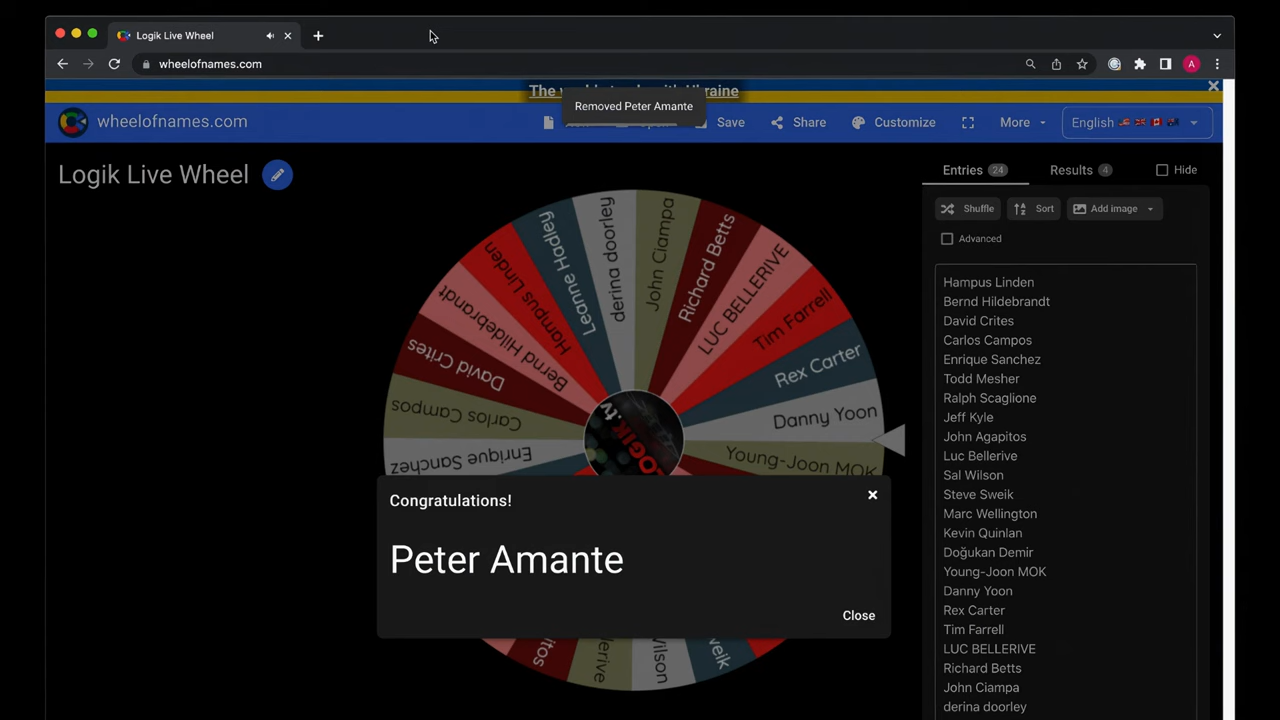 Logik Live Wheel
wheelofnames.com
Removed Peter Amante
wheelofnames.com
Save
Share
Customize
More
English
Logik Live Wheel
Entries 24
Results 4
Hide
Shuffle
Sort
Add image
Advanced
Hampus Linden
Bernd Hildebrandt
David Crites
Carlos Campos
Enrique Sanchez
Todd Mesher
Ralph Scaglione
Jeff Kyle
John Agapitos
Luc Bellerive
Sal Wilson
Steve Sweik
Marc Wellington
Kevin Quinlan
Doğukan Demir
Young-Joon MOK
Danny Yoon
Rex Carter
Tim Farrell
LUC BELLERIVE
Richard Betts
John Ciampa
derina doorley
Enrique Sanchez
Carlos Campos
David Crites
Bernd Hildebrandt
Hampus Linden
Leanne Hadley
derina doorley
John Ciampa
Richard Betts
LUC BELLERIVE
Tim Farrell
Rex Carter
Danny Yoon
Young-Joon MOK
LOGIK.tv
Congratulations!
Peter Amante
Close